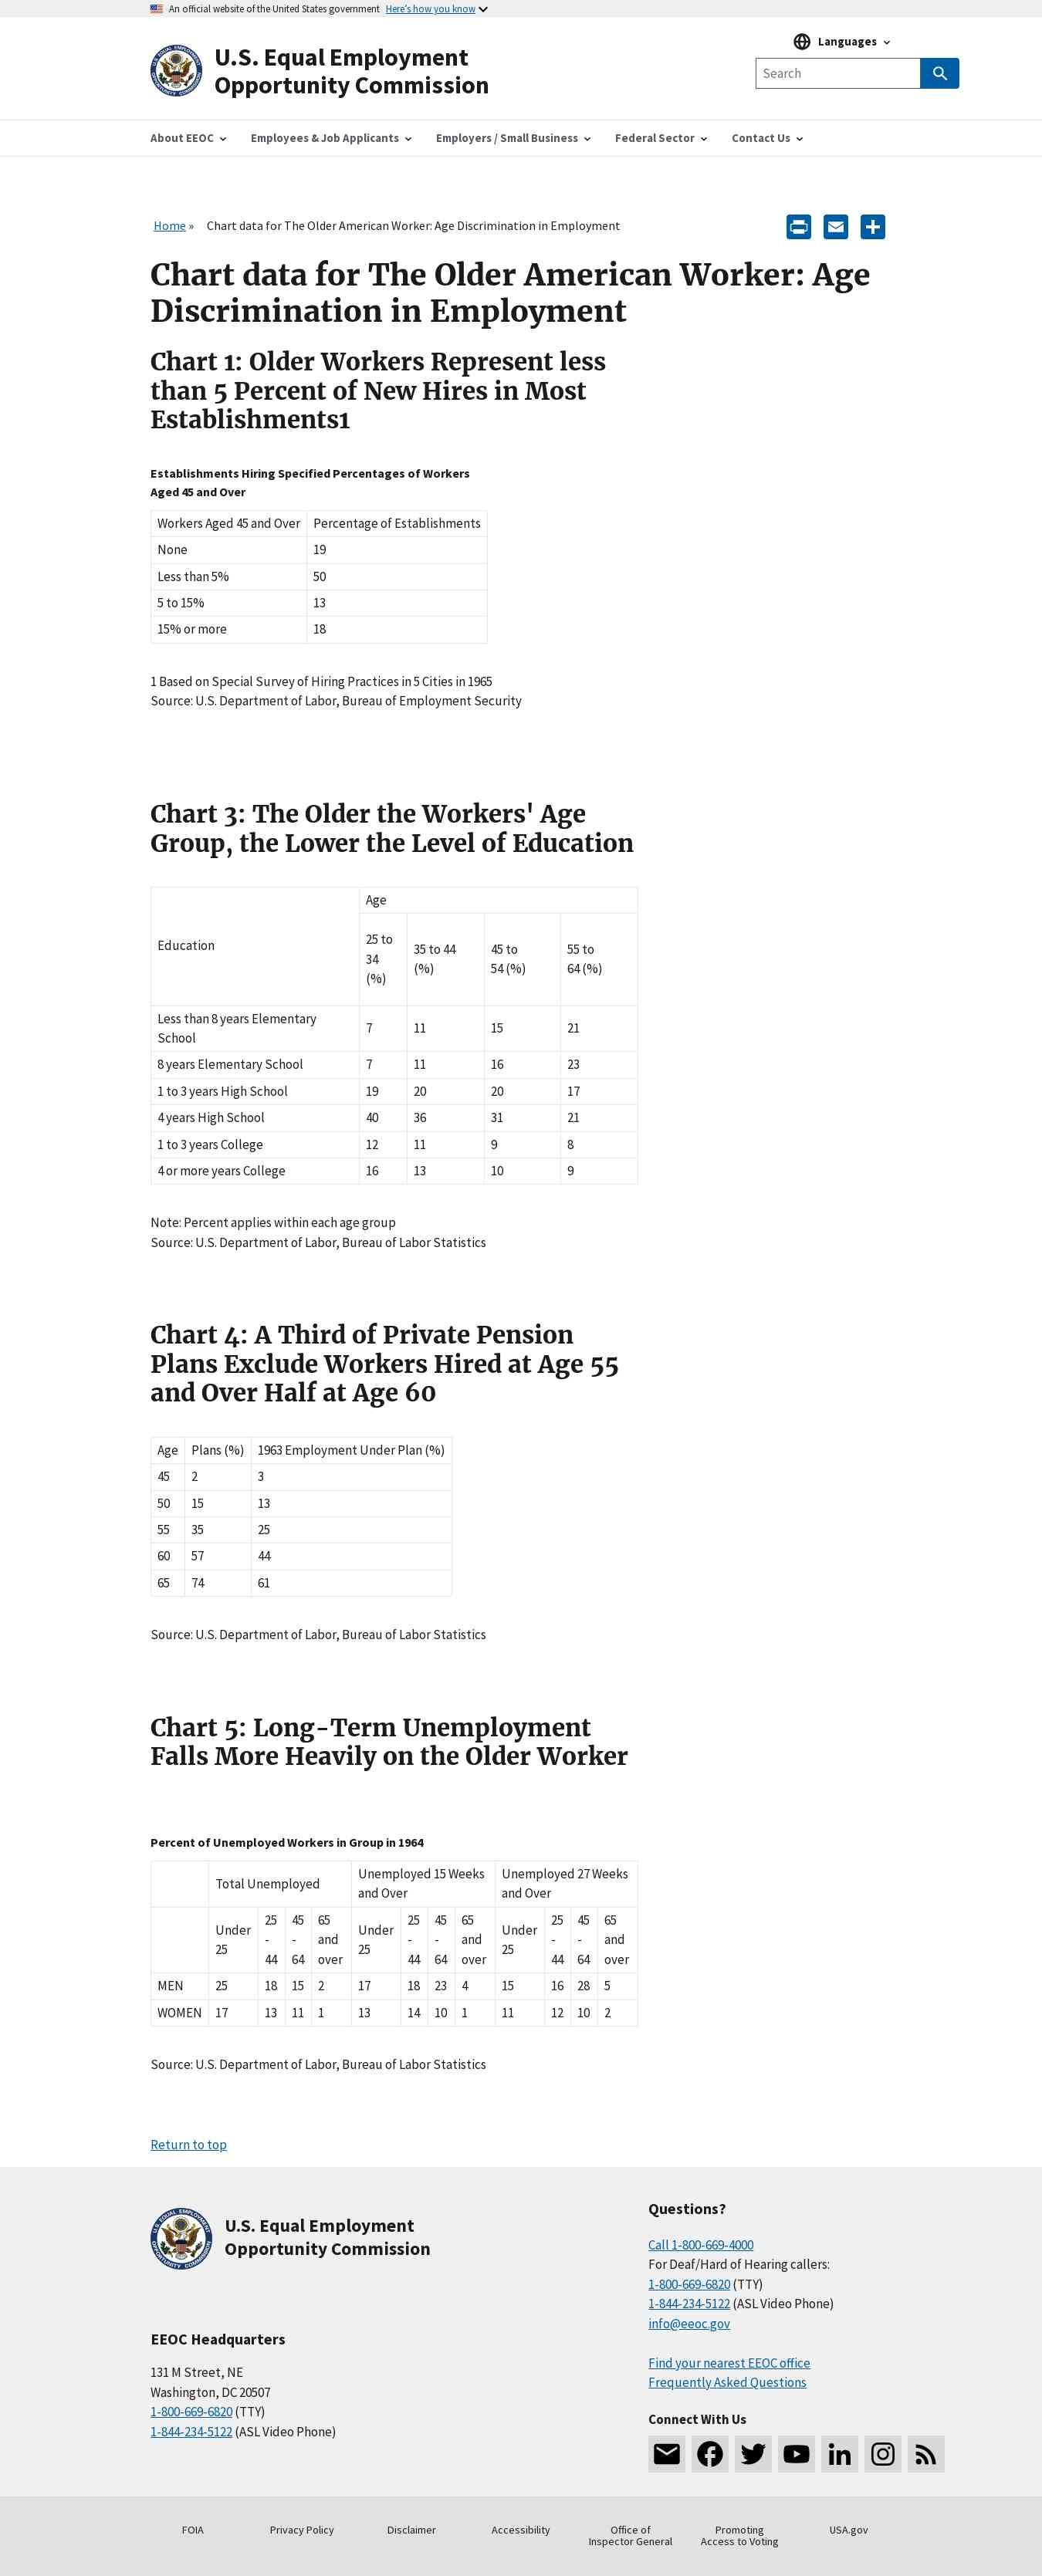 An official website of the United States government Here's how you know
U.S. Equal Employment
Opportunity Commission
Languages
Search
About EEOC Employees & Job Applicants Employers / Small Business Federal Sector Contact Us
Home » Chart data for The Older American Worker: Age Discrimination in Employment
Chart data for The Older American Worker: Age
Discrimination in Employment
Chart 1: Older Workers Represent less
than 5 Percent of New Hires in Most
Establishments1
Establishments Hiring Specified Percentages of Workers
Aged 45 and Over
Workers Aged 45 and Over Percentage of Establishments
None 19
Less than 5% 50
5 to 15% 13
15% or more 18
1 Based on Special Survey of Hiring Practices in 5 Cities in 1965
Source: U.S. Department of Labor, Bureau of Employment Security
Chart 3: The Older the Workers' Age
Group, the Lower the Level of Education
Education
Age
25 to
34
(%)
35 to 44
(%)
45 to
54 (%)
55 to
64 (%)
Less than 8 years Elementary
School
7 11 15 21
8 years Elementary School 7 11 16 23
1 to 3 years High School 19 20 20 17
4 years High School 40 36 31 21
1 to 3 years College 12 11 9 8
4 or more years College 16 13 10 9
Note: Percent applies within each age group
Source: U.S. Department of Labor, Bureau of Labor Statistics
Chart 4: A Third of Private Pension
Plans Exclude Workers Hired at Age 55
and Over Half at Age 60
Age Plans (%) 1963 Employment Under Plan (%)
45 2 3
50 15 13
55 35 25
60 57 44
65 74 61
Source: U.S. Department of Labor, Bureau of Labor Statistics
Chart 5: Long-Term Unemployment
Falls More Heavily on the Older Worker
Percent of Unemployed Workers in Group in 1964
Total Unemployed
Unemployed 15 Weeks
and Over
Unemployed 27 Weeks
and Over
Under
25
25
-
44
45
-
64
65
and
over
Under
25
25
-
44
45
-
64
65
and
over
Under
25
25
-
44
45
-
64
65
and
over
MEN 25 18 15 2 17 18 23 4 15 16 28 5
WOMEN 17 13 11 1 13 14 10 1 11 12 10 2
Source: U.S. Department of Labor, Bureau of Labor Statistics
Return to top
U.S. Equal Employment
Opportunity Commission
EEOC Headquarters
131 M Street, NE
Washington, DC 20507
1-800-669-6820 (TTY)
1-844-234-5122 (ASL Video Phone)
Questions?
Call 1-800-669-4000
For Deaf/Hard of Hearing callers:
1-800-669-6820 (TTY)
1-844-234-5122 (ASL Video Phone)
info@eeoc.gov
Find your nearest EEOC office
Frequently Asked Questions
Connect With Us
FOIA
Privacy Policy
Disclaimer
Accessibility
Office of
Inspector General
Promoting
Access to Voting
USA.gov